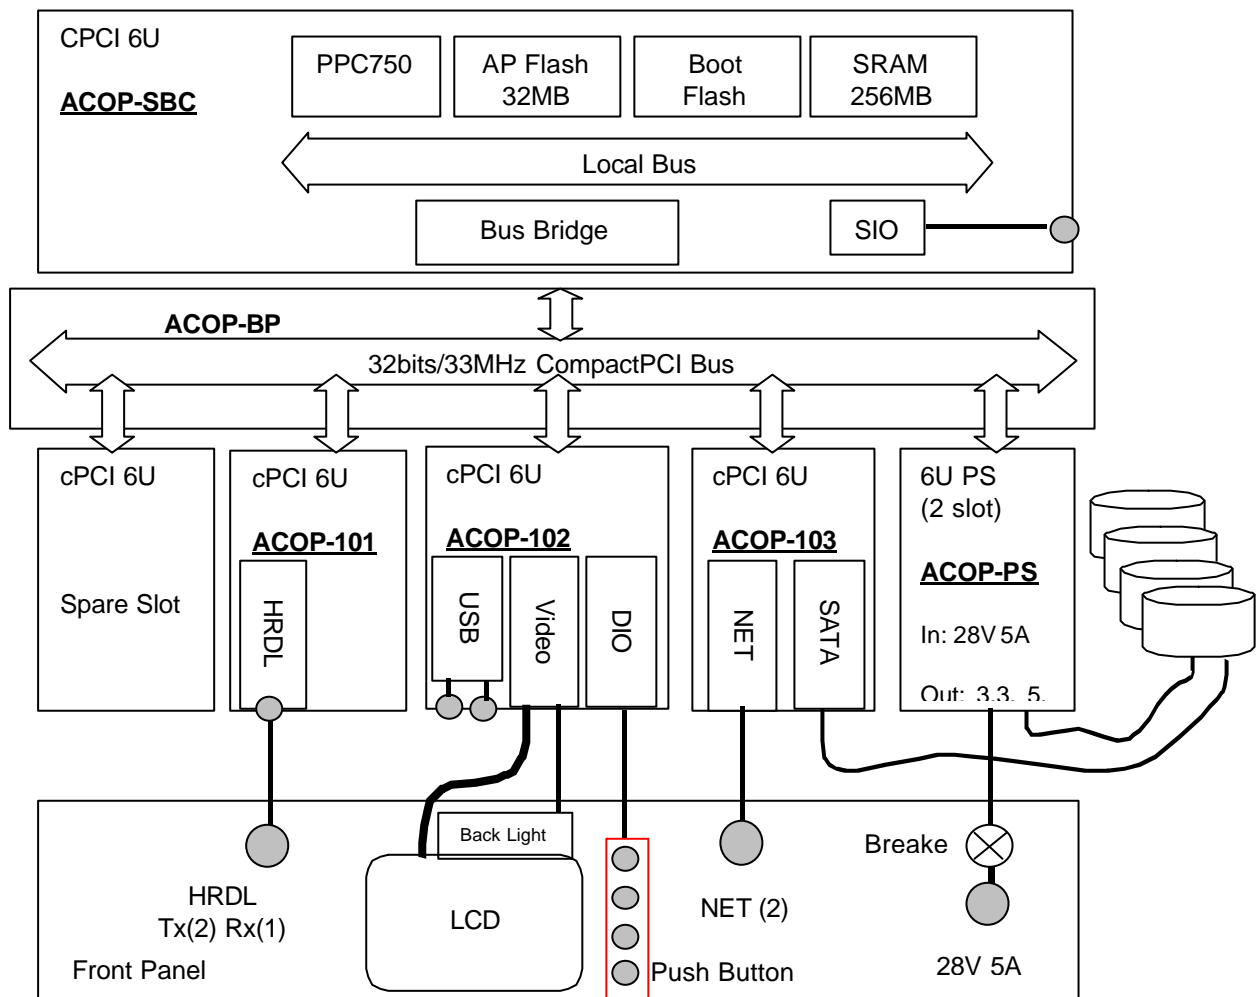 CPCI 6U
ACOP-SBC
PPC750
AP Flash
32MB
Boot
Flash
SRAM
256MB
Local Bus
Bus Bridge
SIO
ACOP-BP
32bits/33MHz CompactPCI Bus
cPCI 6U
Spare Slot
cPCI 6U
ACOP-101
HRDL
cPCI 6U
ACOP-102
USB
Video
DIO
cPCI 6U
ACOP-103
NET
SATA
6U PS
(2 slot)
ACOP-PS
In: 28V 5A
Out: 3.3, 5,
Back Light
LCD
HRDL
Tx(2) Rx(1)
Front Panel
Push Button
NET (2)
Breake
28V 5A